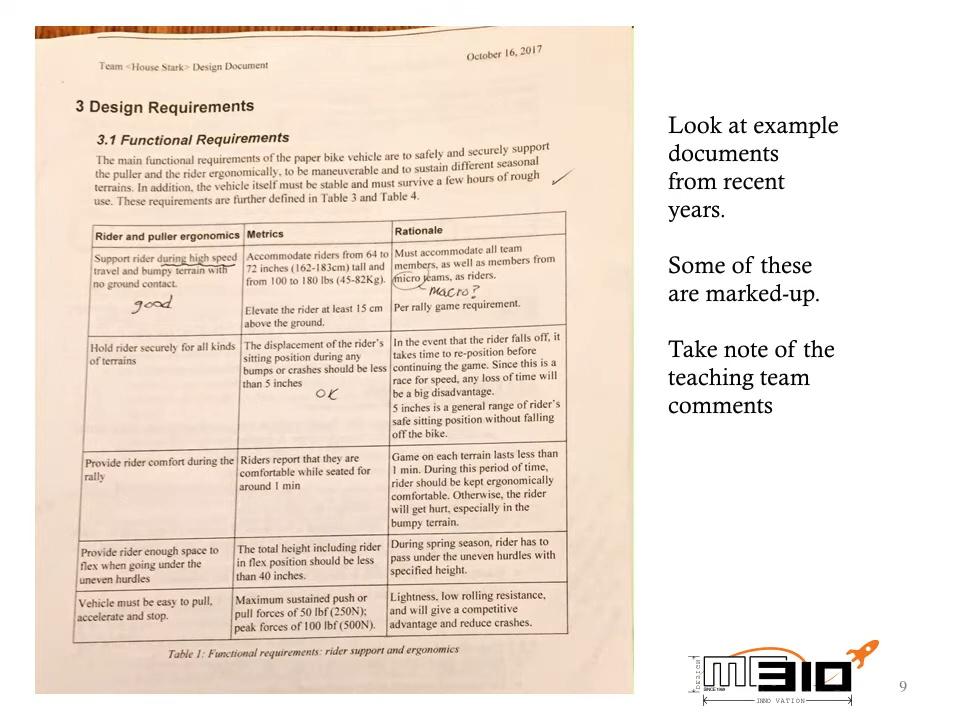 Team <House Stark> Design Document
October 16, 2017
3 Design Requirements
3.1 Functional Requirements
The main functional requirements of the paper bike vehicle are to safely and securely support
the puller and the rider ergonomically, to be maneuverable and to sustain different seasonal
terrains. In addition, the vehicle itself must be stable and must survive a few hours of rough
use. These requirements are further defined in Table 3 and Table 4.
Rider and puller ergonomics
Metrics
Rationale
Support rider during high speed
travel and bumpy terrain with
no ground contact.
good
Accommodate riders from 64 to
72 inches (162-183cm) tall and
from 100 to 180 lbs (45-82Kg).
Elevate the rider at least 15 cm
above the ground.
Must accommodate all team
members, as well as members from
micro teams, as riders.
macro?
Per rally game requirement.
Hold rider securely for all kinds
of terrains
The displacement of the rider's
sitting position during any
bumps or crashes should be less
than 5 inches
OK
In the event that the rider falls off, it
takes time to re-position before
continuing the game. Since this is a
race for speed, any loss of time will
be a big disadvantage.
5 inches is a general range of rider's
safe sitting position without falling
off the bike.
Provide rider comfort during the
rally
Riders report that they are
comfortable while seated for
around 1 min
Game on each terrain lasts less than
1 min. During this period of time,
rider should be kept ergonomically
comfortable. Otherwise, the rider
will get hurt, especially in the
bumpy terrain.
Provide rider enough space to
flex when going under the
uneven hurdles
The total height including rider
in flex position should be less
than 40 inches.
During spring season, rider has to
pass under the uneven hurdles with
specified height.
Vehicle must be easy to pull,
accelerate and stop.
Maximum sustained push or
pull forces of 50 lbf (250N);
peak forces of 100 lbf (500N).
Lightness, low rolling resistance,
and will give a competitive
advantage and reduce crashes.
Table 1: Functional requirements: rider support and ergonomics
Look at example
documents
from recent
years.
Some of these
are marked-up.
Take note of the
teaching team
comments
DESIGN
ME310
SINCE 1969
INNO VATION
9